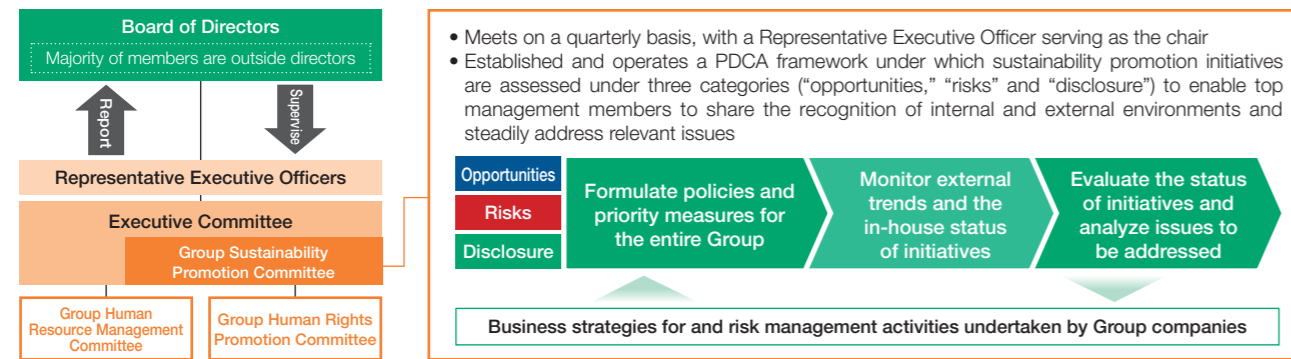 Board of Directors
Majority of members are outside directors
Report
Supervise
Representative Executive Officers
Executive Committee
Group Sustainability
Promotion Committee
Group Human
Resource Management
Committee
Group Human Rights
Promotion Committee
• Meets on a quarterly basis, with a Representative Executive Officer serving as the chair
• Established and operates a PDCA framework under which sustainability promotion initiatives
are assessed under three categories (“opportunities,” “risks” and “disclosure”) to enable top
management members to share the recognition of internal and external environments and
steadily address relevant issues
Opportunities
Risks
Disclosure
Formulate policies and
priority measures for
the entire Group
Monitor external
trends and the
in-house status
of initiatives
Evaluate the status
of initiatives and
analyze issues to
be addressed
Business strategies for and risk management activities undertaken by Group companies